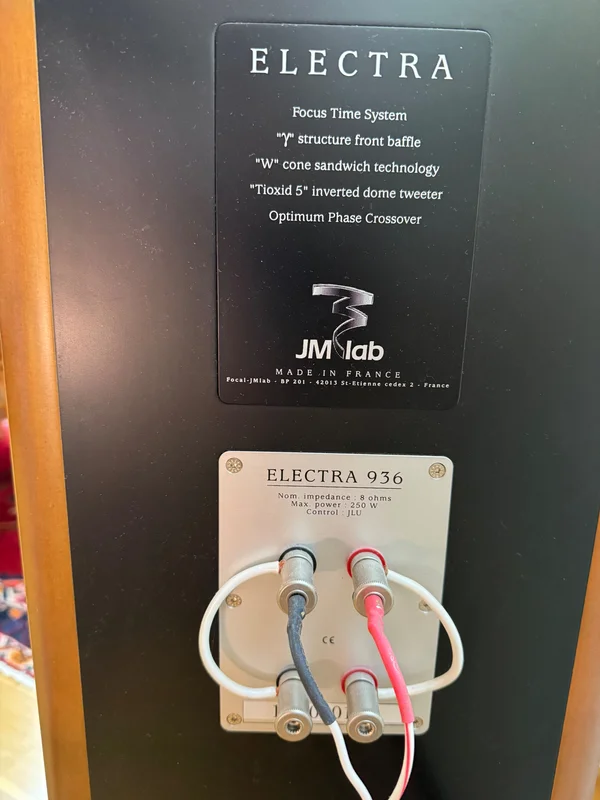 ELECTRA
Focus Time System
"γ" structure front baffle
"W" cone sandwich technology
"Tioxid 5" inverted dome tweeter
Optimum Phase Crossover
JMlab
MADE IN FRANCE
Focal-JMlab - BP 201 - 42013 St-Etienne cedex 2 - France
ELECTRA 936
Nom. impedance : 8 ohms
Max. power : 250 W
Control : JLU
CE